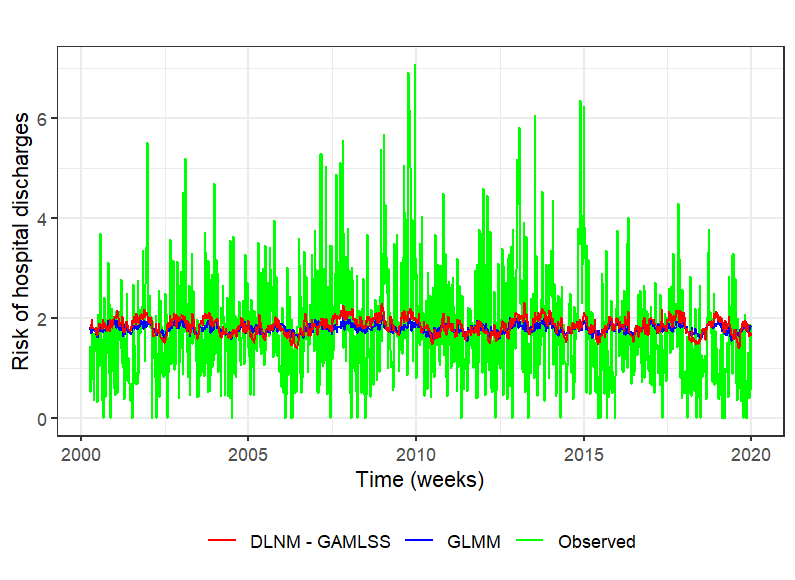 Risk of hospital discharges
6
4
2
0
2000 2005 2010 2015 2020
Time (weeks)
DLNM - GAMLSS GLMM Observed